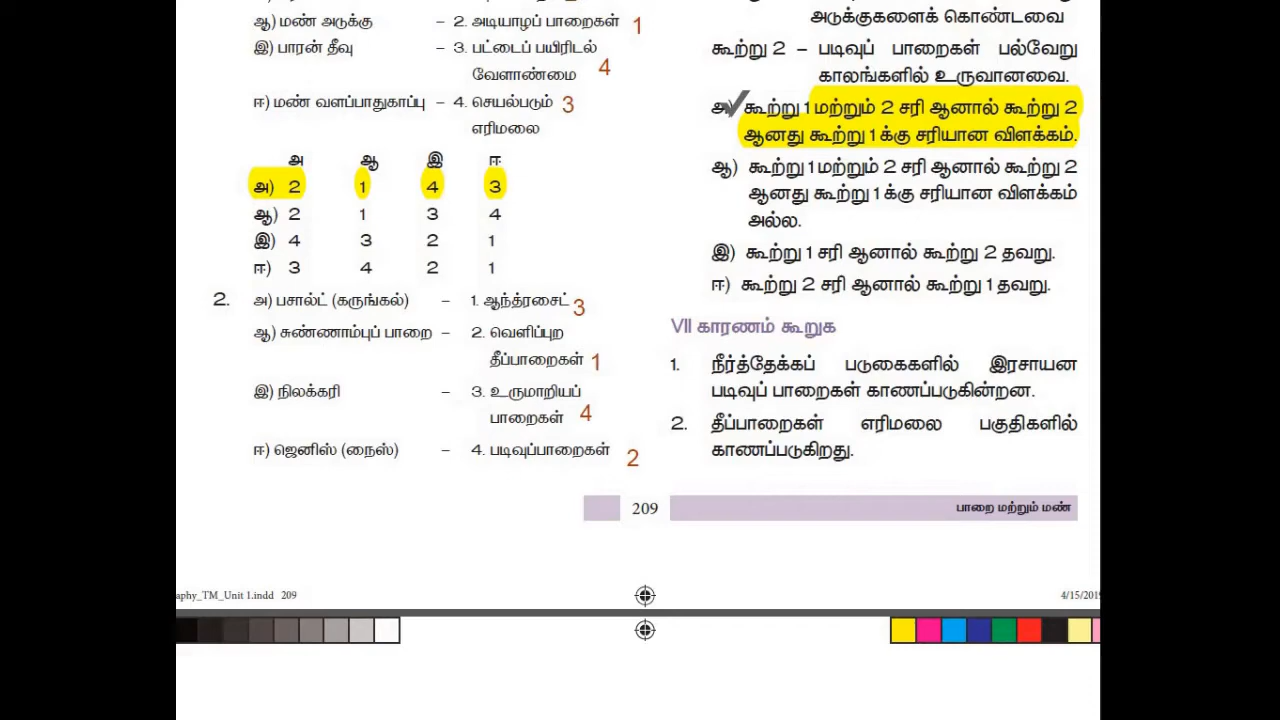 ஆ) மண் அடுக்கு – 2. அடியாழப் பாறைகள் 1
இ) பாரன் தீவு – 3. பட்டைப் பயிரிடல்
வேளாண்மை 4
ஈ) மண் வளப்பாதுகாப்பு – 4. செயல்படும் 3
எரிமலை
அ ஆ இ ஈ
அ) 2 1 4 3
ஆ) 2 1 3 4
இ) 4 3 2 1
ஈ) 3 4 2 1
2. அ) பசால்ட் (கருங்கல்) – 1. ஆந்த்ரசைட் 3
ஆ) சுண்ணாம்புப் பாறை – 2. வெளிப்புற
தீப்பாறைகள் 1
இ) நிலக்கரி – 3. உருமாறியப்
பாறைகள் 4
ஈ) ஜெனிஸ் (நைஸ்) – 4. படிவுப்பாறைகள் 2
அடுக்குகளைக் கொண்டவை
கூற்று 2 – படிவுப் பாறைகள் பல்வேறு
காலங்களில் உருவானவை.
அ) கூற்று 1 மற்றும் 2 சரி ஆனால் கூற்று 2
ஆனது கூற்று 1க்கு சரியான விளக்கம்.
ஆ) கூற்று 1 மற்றும் 2 சரி ஆனால் கூற்று 2
ஆனது கூற்று 1க்கு சரியான விளக்கம்
அல்ல.
இ) கூற்று 1 சரி ஆனால் கூற்று 2 தவறு.
ஈ) கூற்று 2 சரி ஆனால் கூற்று 1 தவறு.
VII காரணம் கூறுக
1. நீர்த்தேக்கப் படுகைகளில் இரசாயன
படிவுப் பாறைகள் காணப்படுகின்றன.
2. தீப்பாறைகள் எரிமலை பகுதிகளில்
காணப்படுகிறது.
209 பாறை மற்றும் மண்
aphy_TM_Unit 1.indd 209 4/15/2019